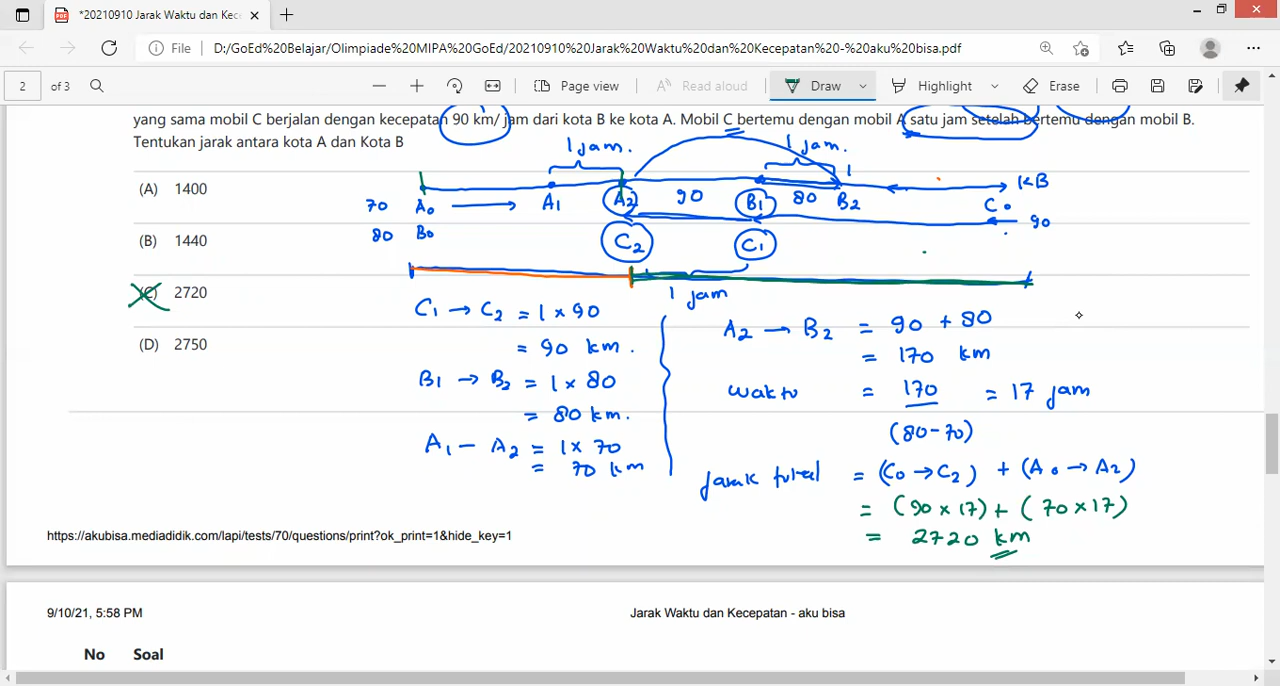 *20210910 Jarak Waktu dan Kece
File
D:/GoEd%20Belajar/Olimpiade%20MIPA%20GoEd/20210910%20Jarak%20Waktu%20dan%20Kecepatan%20-%20aku%20bisa.pdf
2 of 3
Page view
Read aloud
Draw
Highlight
Erase
yang sama mobil C berjalan dengan kecepatan 90 km/ jam dari kota B ke kota A. Mobil C bertemu dengan mobil A satu jam setelah bertemu dengan mobil B.
Tentukan jarak antara kota A dan Kota B
1 jam. 1 jam. 1
(A) 1400
KB
70 A0 A1 A2 90 B1 80 B2 C0
90
(B) 1440
80 B0 C2 C1
(C) 2720
1 jam
(D) 2750
C1 → C2 = 1 x 90
= 90 km.
B1 → B2 = 1 x 80
= 80 km.
A1 - A2 = 1 x 70
= 70 km
A2 → B2 = 90 + 80
= 170 km
waktu = 170 = 17 jam
(80-70)
Jarak total = (C0 → C2) + (A0 → A2)
= (90 x 17) + (70 x 17)
= 2720 km
https://akubisa.mediadidik.com/lapi/tests/70/questions/print?ok_print=1&hide_key=1
9/10/21, 5:58 PM Jarak Waktu dan Kecepatan - aku bisa
No Soal